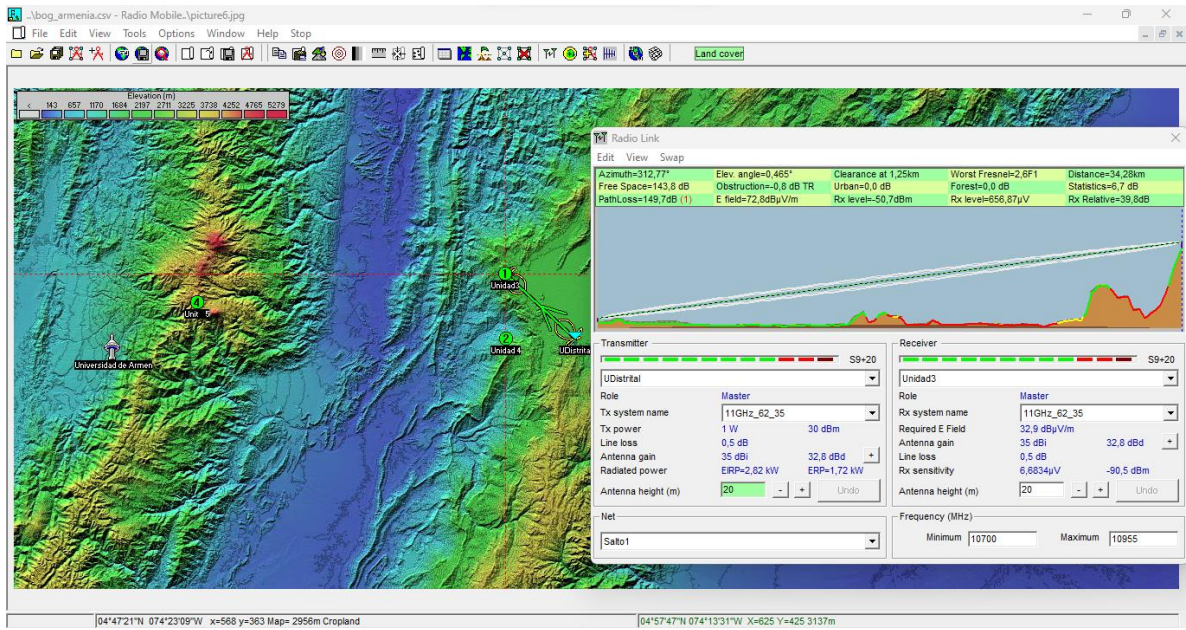 ..\bog_armenia.csv - Radio Mobile..\picture6.jpg
File Edit View Tools Options Window Help Stop
Land cover
Elevation (m)
< 143 657 1170 1684 2197 2711 3225 3738 4252 4765 5279
1
Unidad3
4
Unit 5
2
Unidad 4
UDistrita
Universidad de Armen
Radio Link
Edit View Swap
Azimuth=312,77° Elev. angle=0,465° Clearance at 1,25km Worst Fresnel=2,6F1 Distance=34,28km
Free Space=143,8 dB Obstruction=-0,8 dB TR Urban=0,0 dB Forest=0,0 dB Statistics=6,7 dB
PathLoss=149,7dB (1) E field=72,8dBµV/m Rx level=-50,7dBm Rx level=656,87µV Rx Relative=39,8dB
Transmitter
S9+20
UDistrital
Role Master
Tx system name 11GHz_62_35
Tx power 1 W 30 dBm
Line loss 0,5 dB
Antenna gain 35 dBi 32,8 dBd +
Radiated power EIRP=2,82 kW ERP=1,72 kW
Antenna height (m) 20 - + Undo
Net
Salto1
Receiver
S9+20
Unidad3
Role Master
Rx system name 11GHz_62_35
Required E Field 32,9 dBµV/m
Antenna gain 35 dBi 32,8 dBd +
Line loss 0,5 dB
Rx sensitivity 6,6834µV -90,5 dBm
Antenna height (m) 20 - + Undo
Frequency (MHz)
Minimum 10700 Maximum 10955
04°47'21"N 074°23'09"W x=568 y=363 Map= 2956m Cropland
04°57'47"N 074°13'31"W X=625 Y=425 3137m